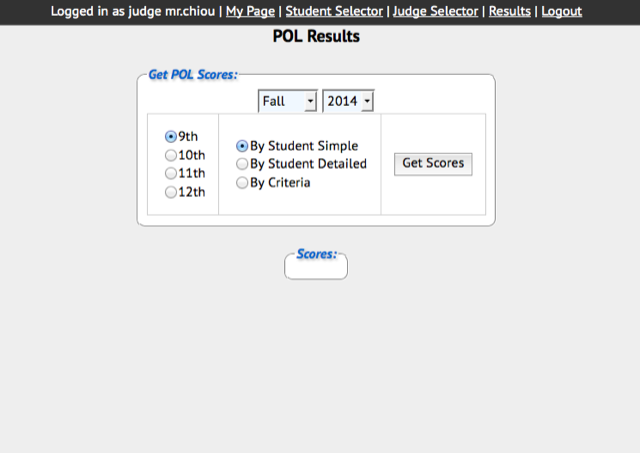 Logged in as judge mr.chiou | My Page | Student Selector | Judge Selector | Results | Logout
POL Results
Get POL Scores:
Fall 2014
9th
10th
11th
12th
By Student Simple
By Student Detailed
By Criteria
Get Scores
Scores: